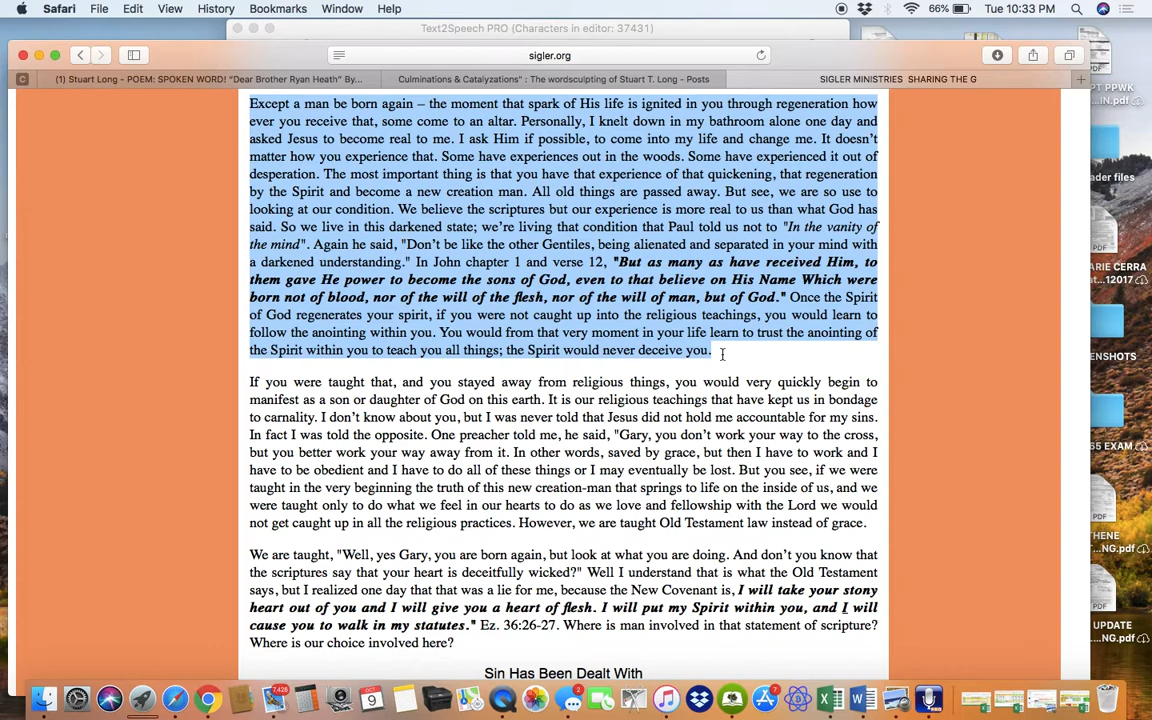 Safari File Edit View History Bookmarks Window Help
66% Tue 10:33 PM
Text2Speech PRO (Characters in editor: 37431)
sigler.org
C (1) Stuart Long - POEM: SPOKEN WORD! "Dear Brother Ryan Heath" By...
Culminations & Catalyzations" : The wordsculpting of Stuart T. Long - Posts
SIGLER MINISTRIES SHARING THE G
Except a man be born again – the moment that spark of His life is ignited in you through regeneration how
ever you receive that, some come to an altar. Personally, I knelt down in my bathroom alone one day and
asked Jesus to become real to me. I ask Him if possible, to come into my life and change me. It doesn't
matter how you experience that. Some have experiences out in the woods. Some have experienced it out of
desperation. The most important thing is that you have that experience of that quickening, that regeneration
by the Spirit and become a new creation man. All old things are passed away. But see, we are so use to
looking at our condition. We believe the scriptures but our experience is more real to us than what God has
said. So we live in this darkened state; we're living that condition that Paul told us not to "In the vanity of
the mind". Again he said, "Don't be like the other Gentiles, being alienated and separated in your mind with
a darkened understanding." In John chapter 1 and verse 12, "But as many as have received Him, to
them gave He power to become the sons of God, even to that believe on His Name Which were
born not of blood, nor of the will of the flesh, nor of the will of man, but of God." Once the Spirit
of God regenerates your spirit, if you were not caught up into the religious teachings, you would learn to
follow the anointing within you. You would from that very moment in your life learn to trust the anointing of
the Spirit within you to teach you all things; the Spirit would never deceive you.
If you were taught that, and you stayed away from religious things, you would very quickly begin to
manifest as a son or daughter of God on this earth. It is our religious teachings that have kept us in bondage
to carnality. I don't know about you, but I was never told that Jesus did not hold me accountable for my sins.
In fact I was told the opposite. One preacher told me, he said, "Gary, you don't work your way to the cross,
but you better work your way away from it. In other words, saved by grace, but then I have to work and I
have to be obedient and I have to do all of these things or I may eventually be lost. But you see, if we were
taught in the very beginning the truth of this new creation-man that springs to life on the inside of us, and we
were taught only to do what we feel in our hearts to do as we love and fellowship with the Lord we would
not get caught up in all the religious practices. However, we are taught Old Testament law instead of grace.
We are taught, "Well, yes Gary, you are born again, but look at what you are doing. And don't you know that
the scriptures say that your heart is deceitfully wicked?" Well I understand that is what the Old Testament
says, but I realized one day that that was a lie for me, because the New Covenant is, I will take your stony
heart out of you and I will give you a heart of flesh. I will put my Spirit within you, and I will
cause you to walk in my statutes." Ez. 36:26-27. Where is man involved in that statement of scripture?
Where is our choice involved here?
Sin Has Been Dealt With
PT PPWK
IN.pdf
ader files
ARIE CERRA
12017
ENSHOTS
65 EXAM
PDF
THENE
NG.pdf
PDF
UPDATE
NG.pdf
7,428
OCT
9
2
7